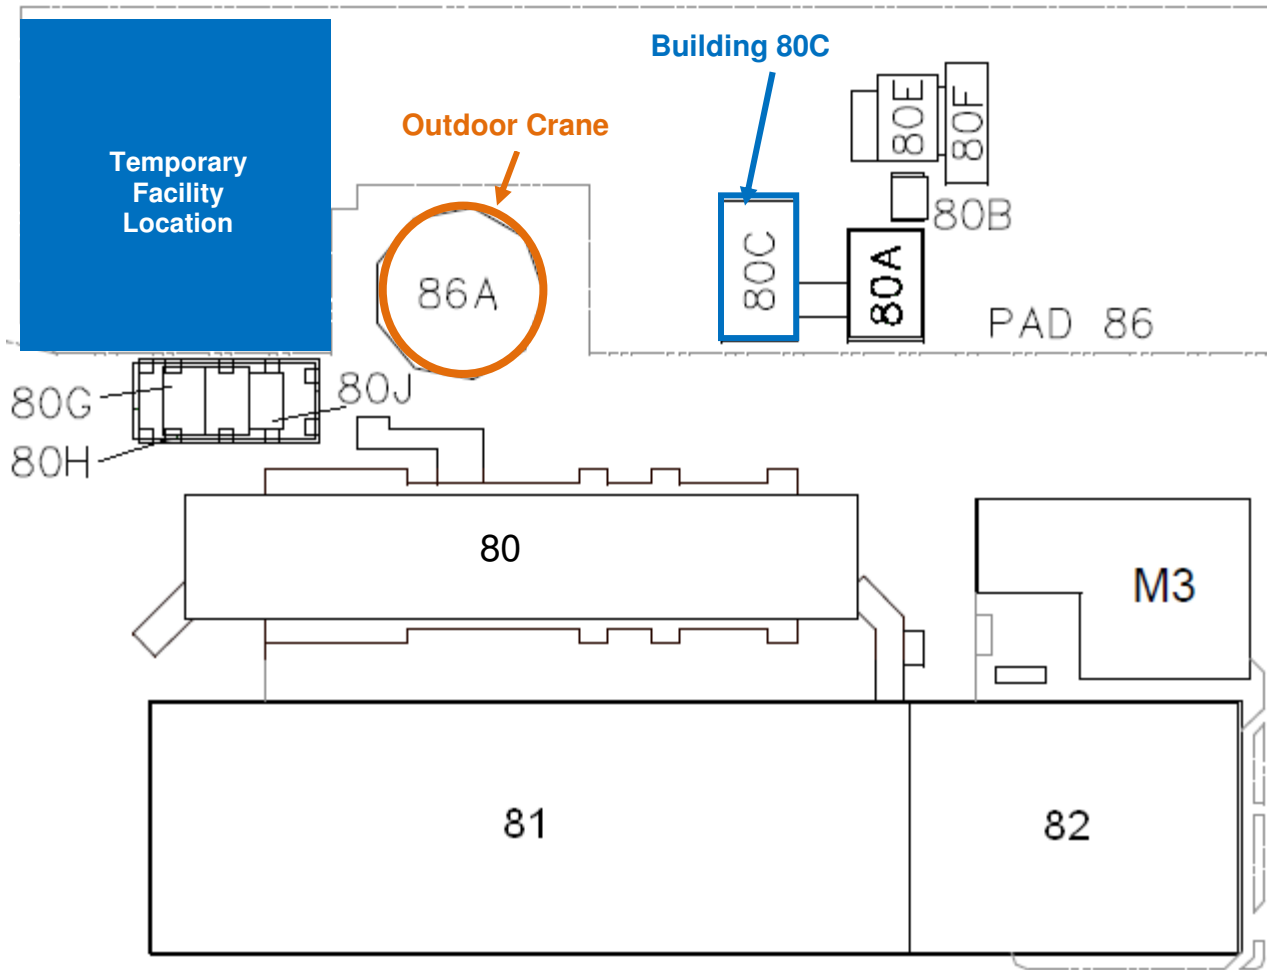 Building 80C
80E
80F
Outdoor Crane
Temporary
Facility
Location
80B
80C
80A
86A
PAD 86
80G
80J
80H
80
M3
81
82